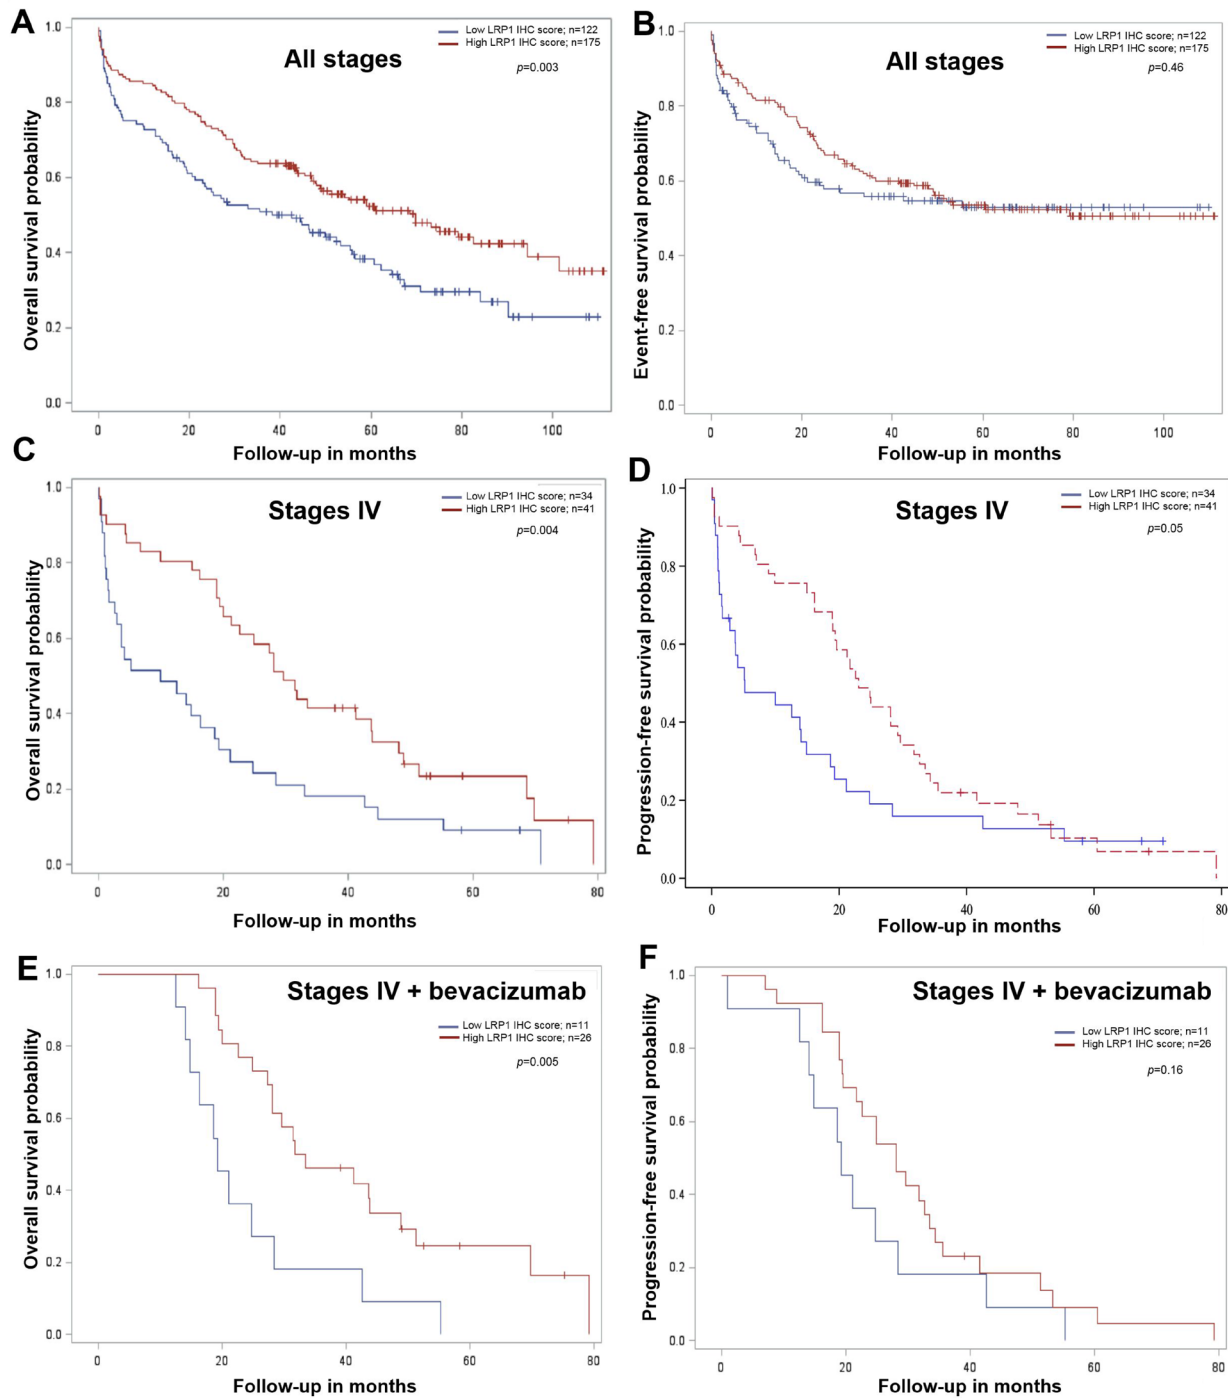 A
Low LRP1 IHC score; n=122
High LRP1 IHC score; n=175
All stages
p=0.003
Overall survival probability
1.0
0.8
0.6
0.4
0.2
0.0
0 20 40 60 80 100
Follow-up in months
B
Low LRP1 IHC score; n=122
High LRP1 IHC score; n=175
All stages
p=0.46
Event-free survival probability
1.0
0.8
0.6
0.4
0.2
0.0
0 20 40 60 80 100
Follow-up in months
C
Low LRP1 IHC score; n=34
High LRP1 IHC score; n=41
Stages IV
p=0.004
Overall survival probability
1.0
0.8
0.6
0.4
0.2
0.0
0 20 40 60 80
Follow-up in months
D
Low LRP1 IHC score; n=34
High LRP1 IHC score; n=41
Stages IV
p=0.05
Progression-free survival probability
1.0
0.8
0.6
0.4
0.2
0.0
0 20 40 60 80
Follow-up in months
E
Stages IV + bevacizumab
Low LRP1 IHC score; n=11
High LRP1 IHC score; n=26
p=0.005
Overall survival probability
1.0
0.8
0.6
0.4
0.2
0.0
0 20 40 60 80
Follow-up in months
F
Stages IV + bevacizumab
Low LRP1 IHC score; n=11
High LRP1 IHC score; n=26
p=0.16
Progression-free survival probability
1.0
0.8
0.6
0.4
0.2
0.0
0 20 40 60 80
Follow-up in months